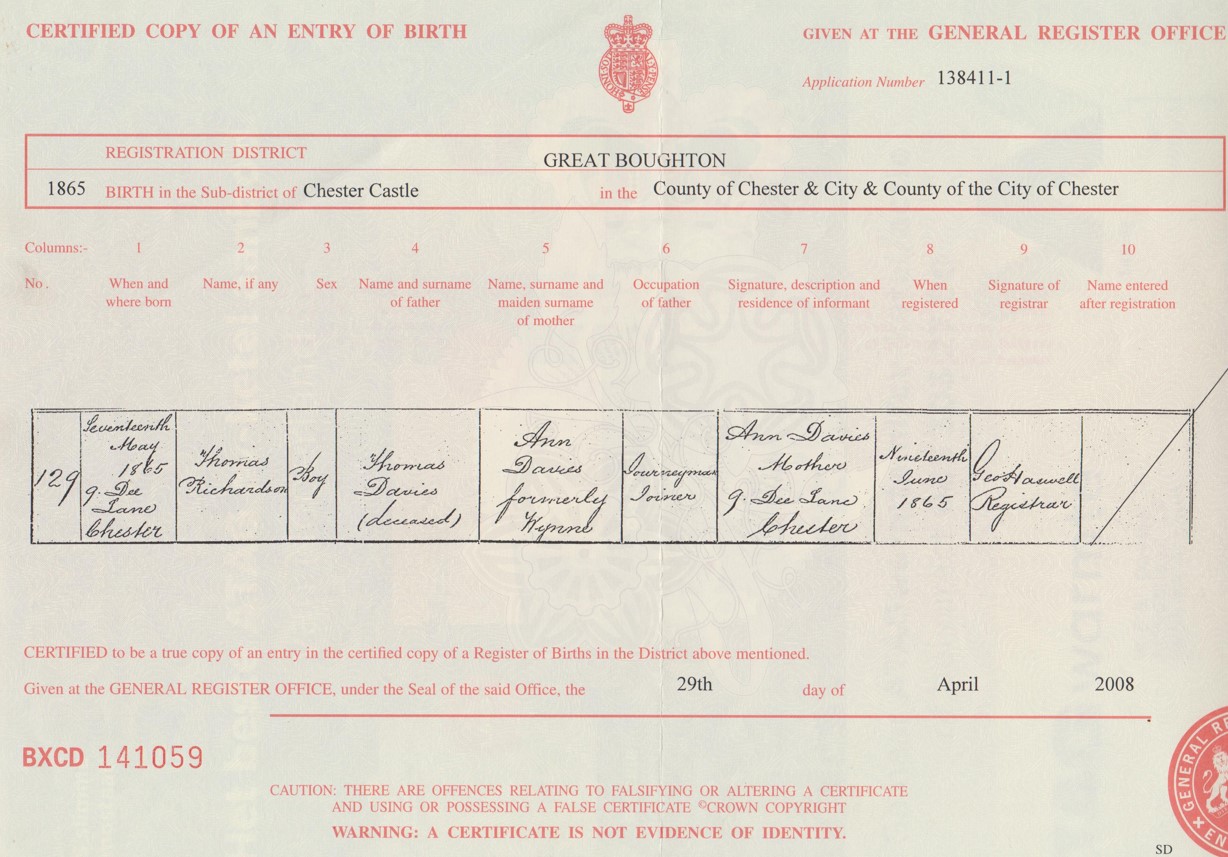 CERTIFIED COPY OF AN ENTRY OF BIRTH
GIVEN AT THE GENERAL REGISTER OFFICE
Application Number 138411-1
REGISTRATION DISTRICT GREAT BOUGHTON
1865 BIRTH in the Sub-district of Chester Castle in the County of Chester & City & County of the City of Chester
Columns:- 1 2 3 4 5 6 7 8 9 10
No. When and where born
Name, if any
Sex
Name and surname of father
Name, surname and maiden surname of mother
Occupation of father
Signature, description and residence of informant
When registered
Signature of registrar
Name entered after registration
129
Seventeenth
May
1865
9. Dee
Lane
Chester
Thomas
Richardson
Boy
Thomas
Davies
(deceased)
Ann
Davies
formerly
Wynne
Journeyman
Joiner
Ann Davies
Mother
9. Dee Lane
Chester
Nineteenth
June
1865
Geo Haswell
Registrar
CERTIFIED to be a true copy of an entry in the certified copy of a Register of Births in the District above mentioned.
Given at the GENERAL REGISTER OFFICE, under the Seal of the said Office, the 29th day of April 2008
BXCD 141059
CAUTION: THERE ARE OFFENCES RELATING TO FALSIFYING OR ALTERING A CERTIFICATE
AND USING OR POSSESSING A FALSE CERTIFICATE ©CROWN COPYRIGHT
WARNING: A CERTIFICATE IS NOT EVIDENCE OF IDENTITY.
GENERAL RE
EN
SD